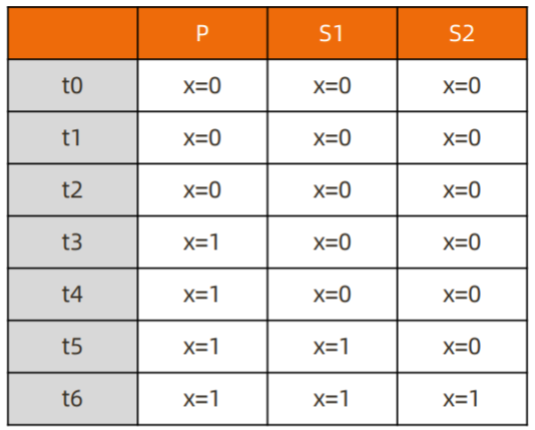 P S1 S2
t0 x=0 x=0 x=0
t1 x=0 x=0 x=0
t2 x=0 x=0 x=0
t3 x=1 x=0 x=0
t4 x=1 x=0 x=0
t5 x=1 x=1 x=0
t6 x=1 x=1 x=1